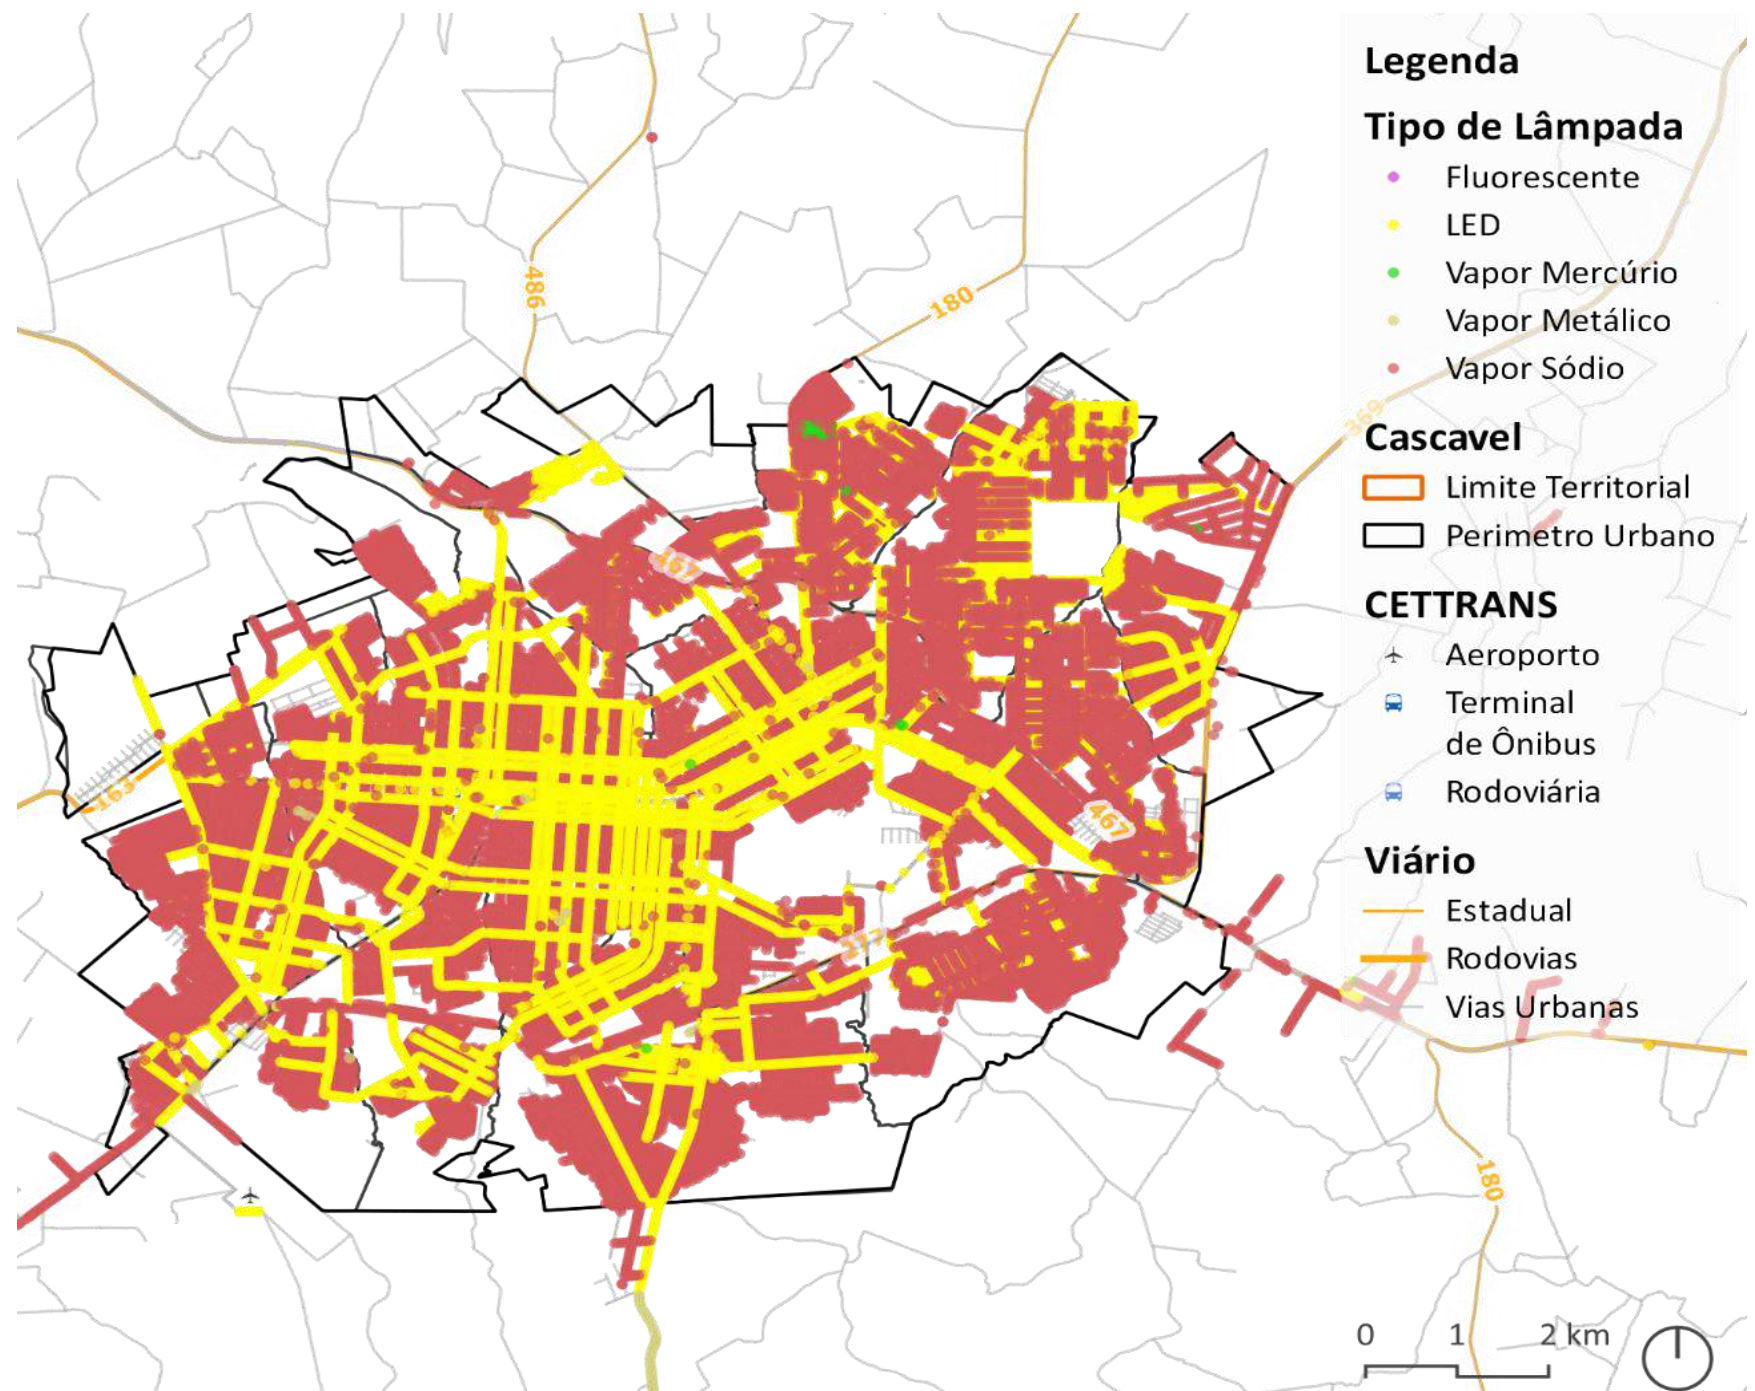 Legenda
Tipo de Lâmpada
Fluorescente
LED
Vapor Mercúrio
Vapor Metálico
Vapor Sódio
Cascavel
Limite Territorial
Perimetro Urbano
CETTRANS
Aeroporto
Terminal
de Ônibus
Rodoviária
Viário
Estadual
Rodovias
Vias Urbanas
0 1 2 km
486
180
369
467
163
467
277
180